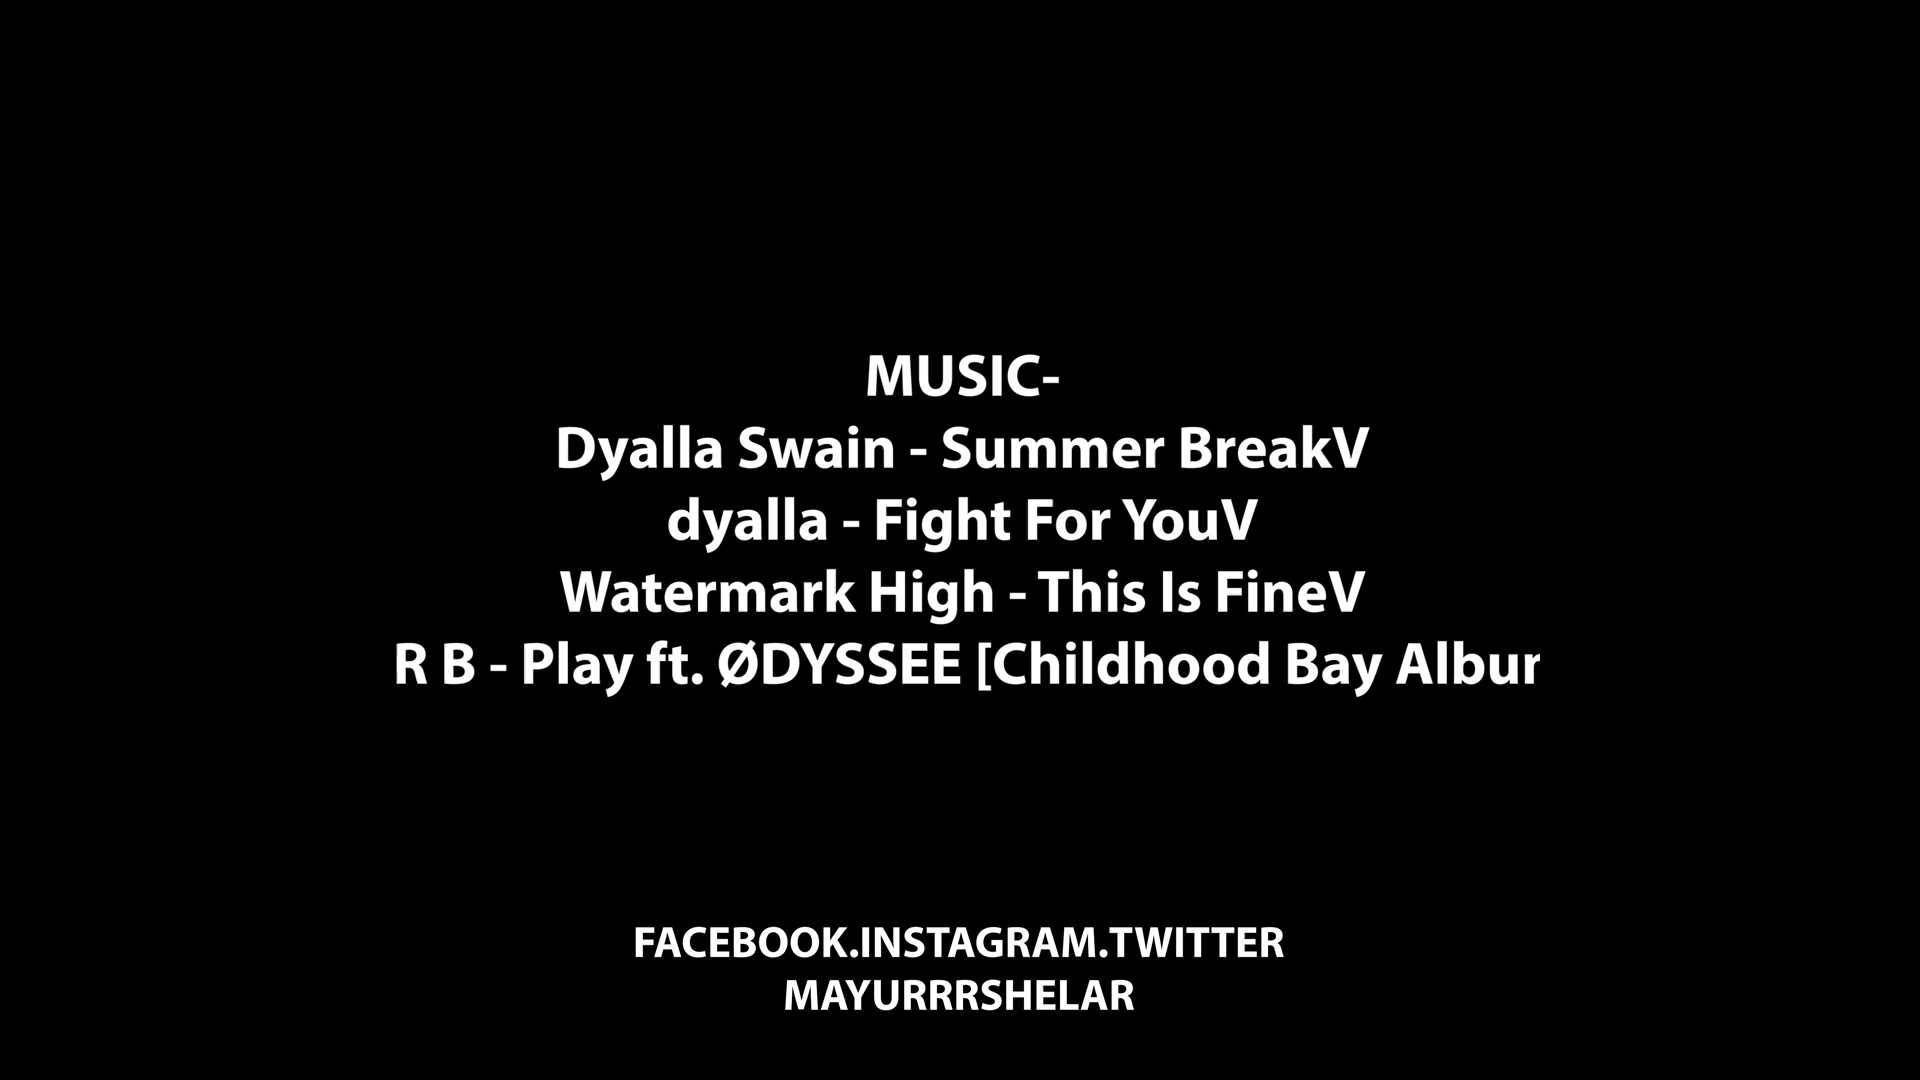 MUSIC-
Dyalla Swain - Summer BreakV
dyalla - Fight For YouV
Watermark High - This Is FineV
R B - Play ft. ØDYSSEE [Childhood Bay
FACEBOOK.INSTAGRAM.TWITTER
MAYURRRSHELAR